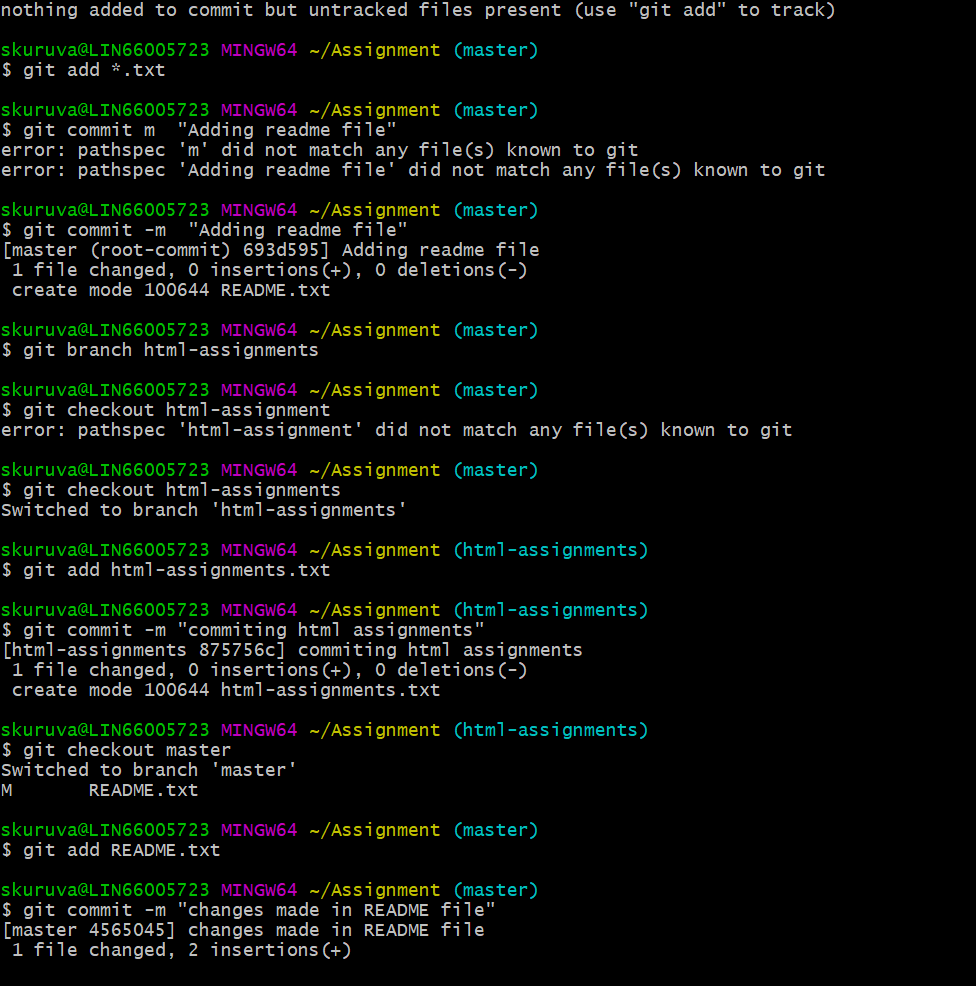 nothing added to commit but untracked files present (use "git add" to track)
skuruva@LIN66005723 MINGW64 ~/Assignment (master)
$ git add *.txt
skuruva@LIN66005723 MINGW64 ~/Assignment (master)
$ git commit m  "Adding readme file"
error: pathspec 'm' did not match any file(s) known to git
error: pathspec 'Adding readme file' did not match any file(s) known to git
skuruva@LIN66005723 MINGW64 ~/Assignment (master)
$ git commit -m  "Adding readme file"
[master (root-commit) 693d595] Adding readme file
 1 file changed, 0 insertions(+), 0 deletions(-)
 create mode 100644 README.txt
skuruva@LIN66005723 MINGW64 ~/Assignment (master)
$ git branch html-assignments
skuruva@LIN66005723 MINGW64 ~/Assignment (master)
$ git checkout html-assignment
error: pathspec 'html-assignment' did not match any file(s) known to git
skuruva@LIN66005723 MINGW64 ~/Assignment (master)
$ git checkout html-assignments
Switched to branch 'html-assignments'
skuruva@LIN66005723 MINGW64 ~/Assignment (html-assignments)
$ git add html-assignments.txt
skuruva@LIN66005723 MINGW64 ~/Assignment (html-assignments)
$ git commit -m "commiting html assignments"
[html-assignments 875756c] commiting html assignments
 1 file changed, 0 insertions(+), 0 deletions(-)
 create mode 100644 html-assignments.txt
skuruva@LIN66005723 MINGW64 ~/Assignment (html-assignments)
$ git checkout master
Switched to branch 'master'
M       README.txt
skuruva@LIN66005723 MINGW64 ~/Assignment (master)
$ git add README.txt
skuruva@LIN66005723 MINGW64 ~/Assignment (master)
$ git commit -m "changes made in README file"
[master 4565045] changes made in README file
 1 file changed, 2 insertions(+)